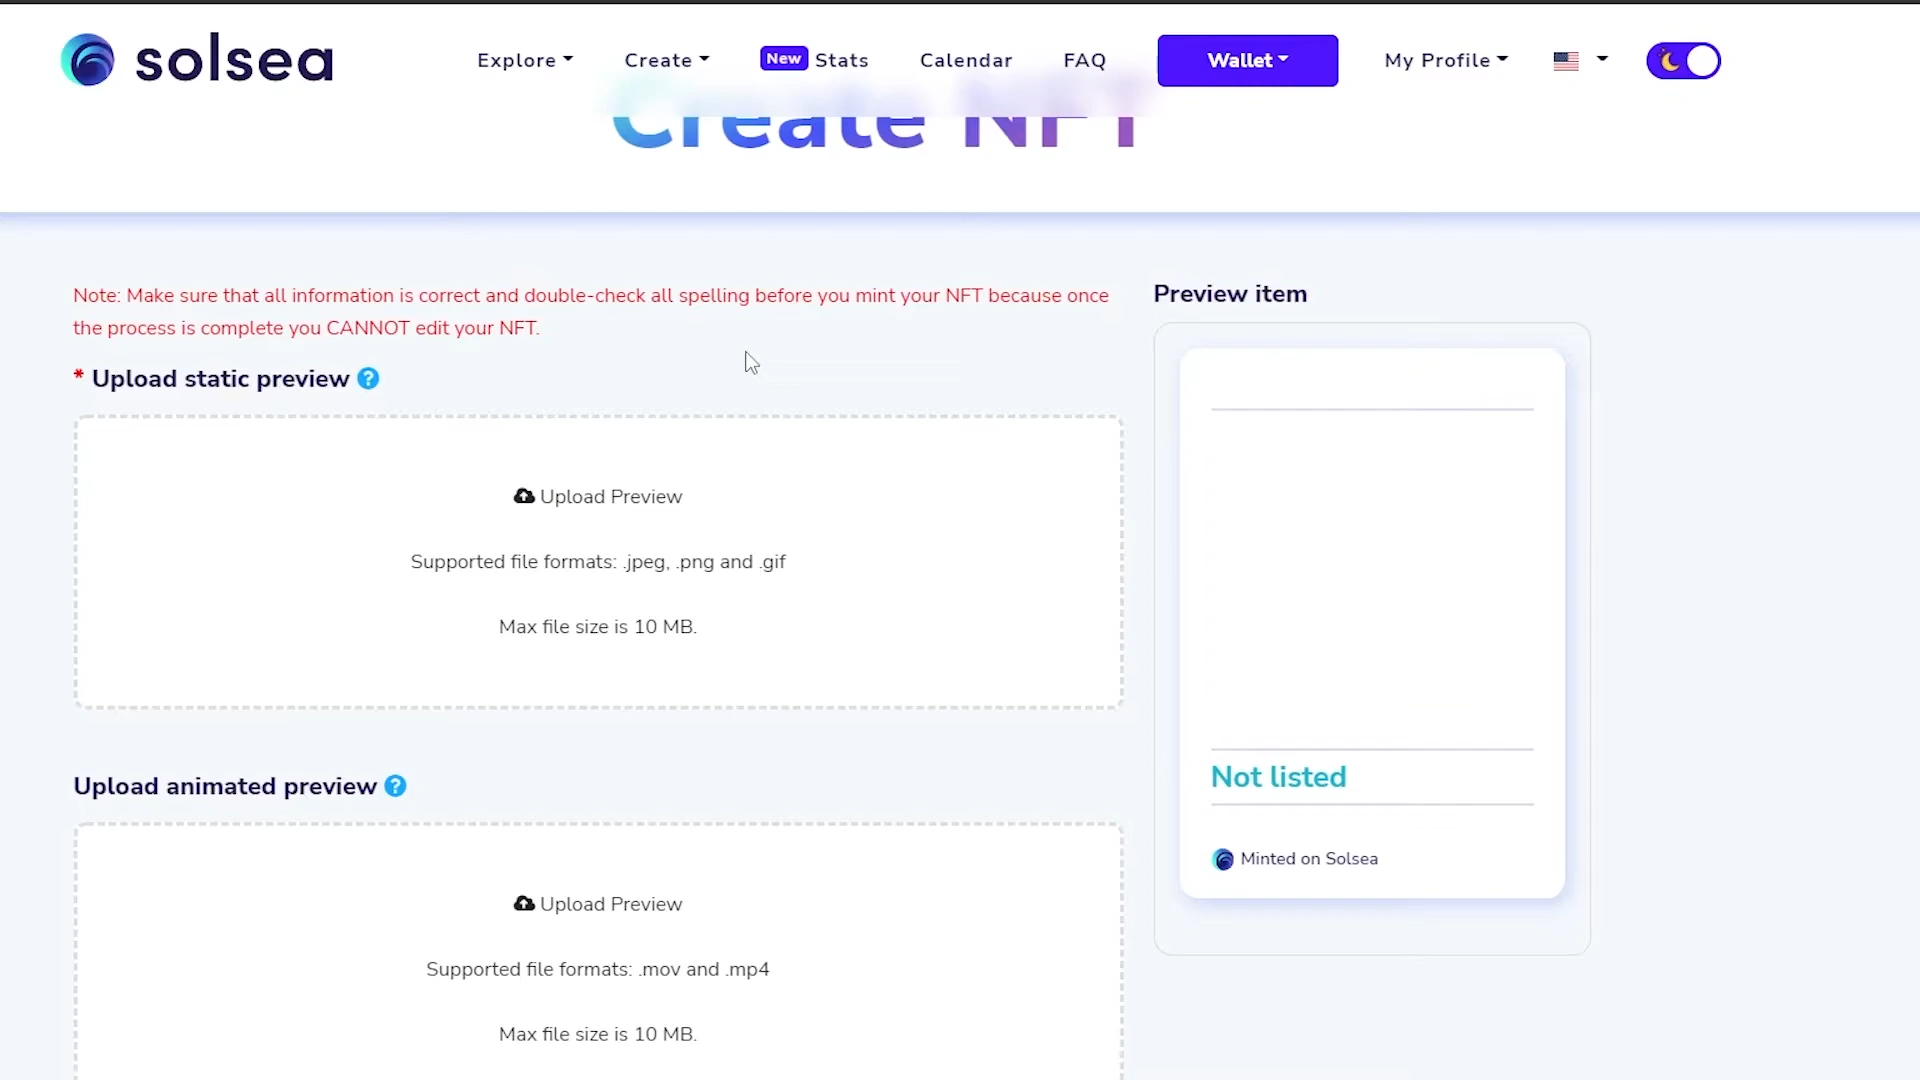 solsea
Explore
Create
New Stats
Calendar
FAQ
Wallet
My Profile
Create NFT
Note: Make sure that all information is correct and double-check all spelling before you mint your NFT because once
the process is complete you CANNOT edit your NFT.
* Upload static preview ?
Upload Preview
Supported file formats: .jpeg, .png and .gif
Max file size is 10 MB.
Upload animated preview ?
Upload Preview
Supported file formats: .mov and .mp4
Max file size is 10 MB.
Preview item
Not listed
Minted on Solsea